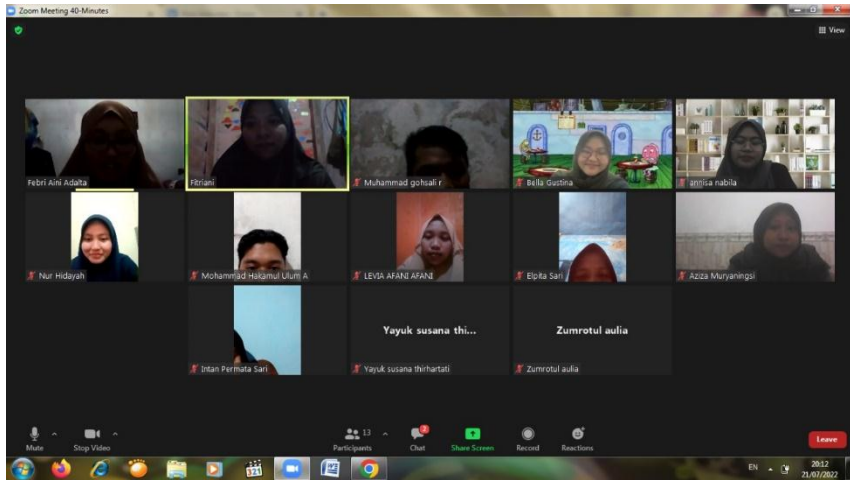 Zoom Meeting 40-Minutes
View
Febri Aini Adalta
Fitriani
Muhammad gohsali r
Bella Gustina
annisa nabila
Nur Hidayah
Mohammad Hakamul Ulum A
LEVIA AFANI AFANI
Elpita Sari
Aziza Muryaningsi
Intan Permata Sari
Yayuk susana thi...
Yayuk susana thirhartati
Zumrotul aulia
Zumrotul aulia
Mute
Stop Video
13
Participants
2
Chat
Share Screen
Record
Reactions
Leave
321
EN
20:12
21/07/2022